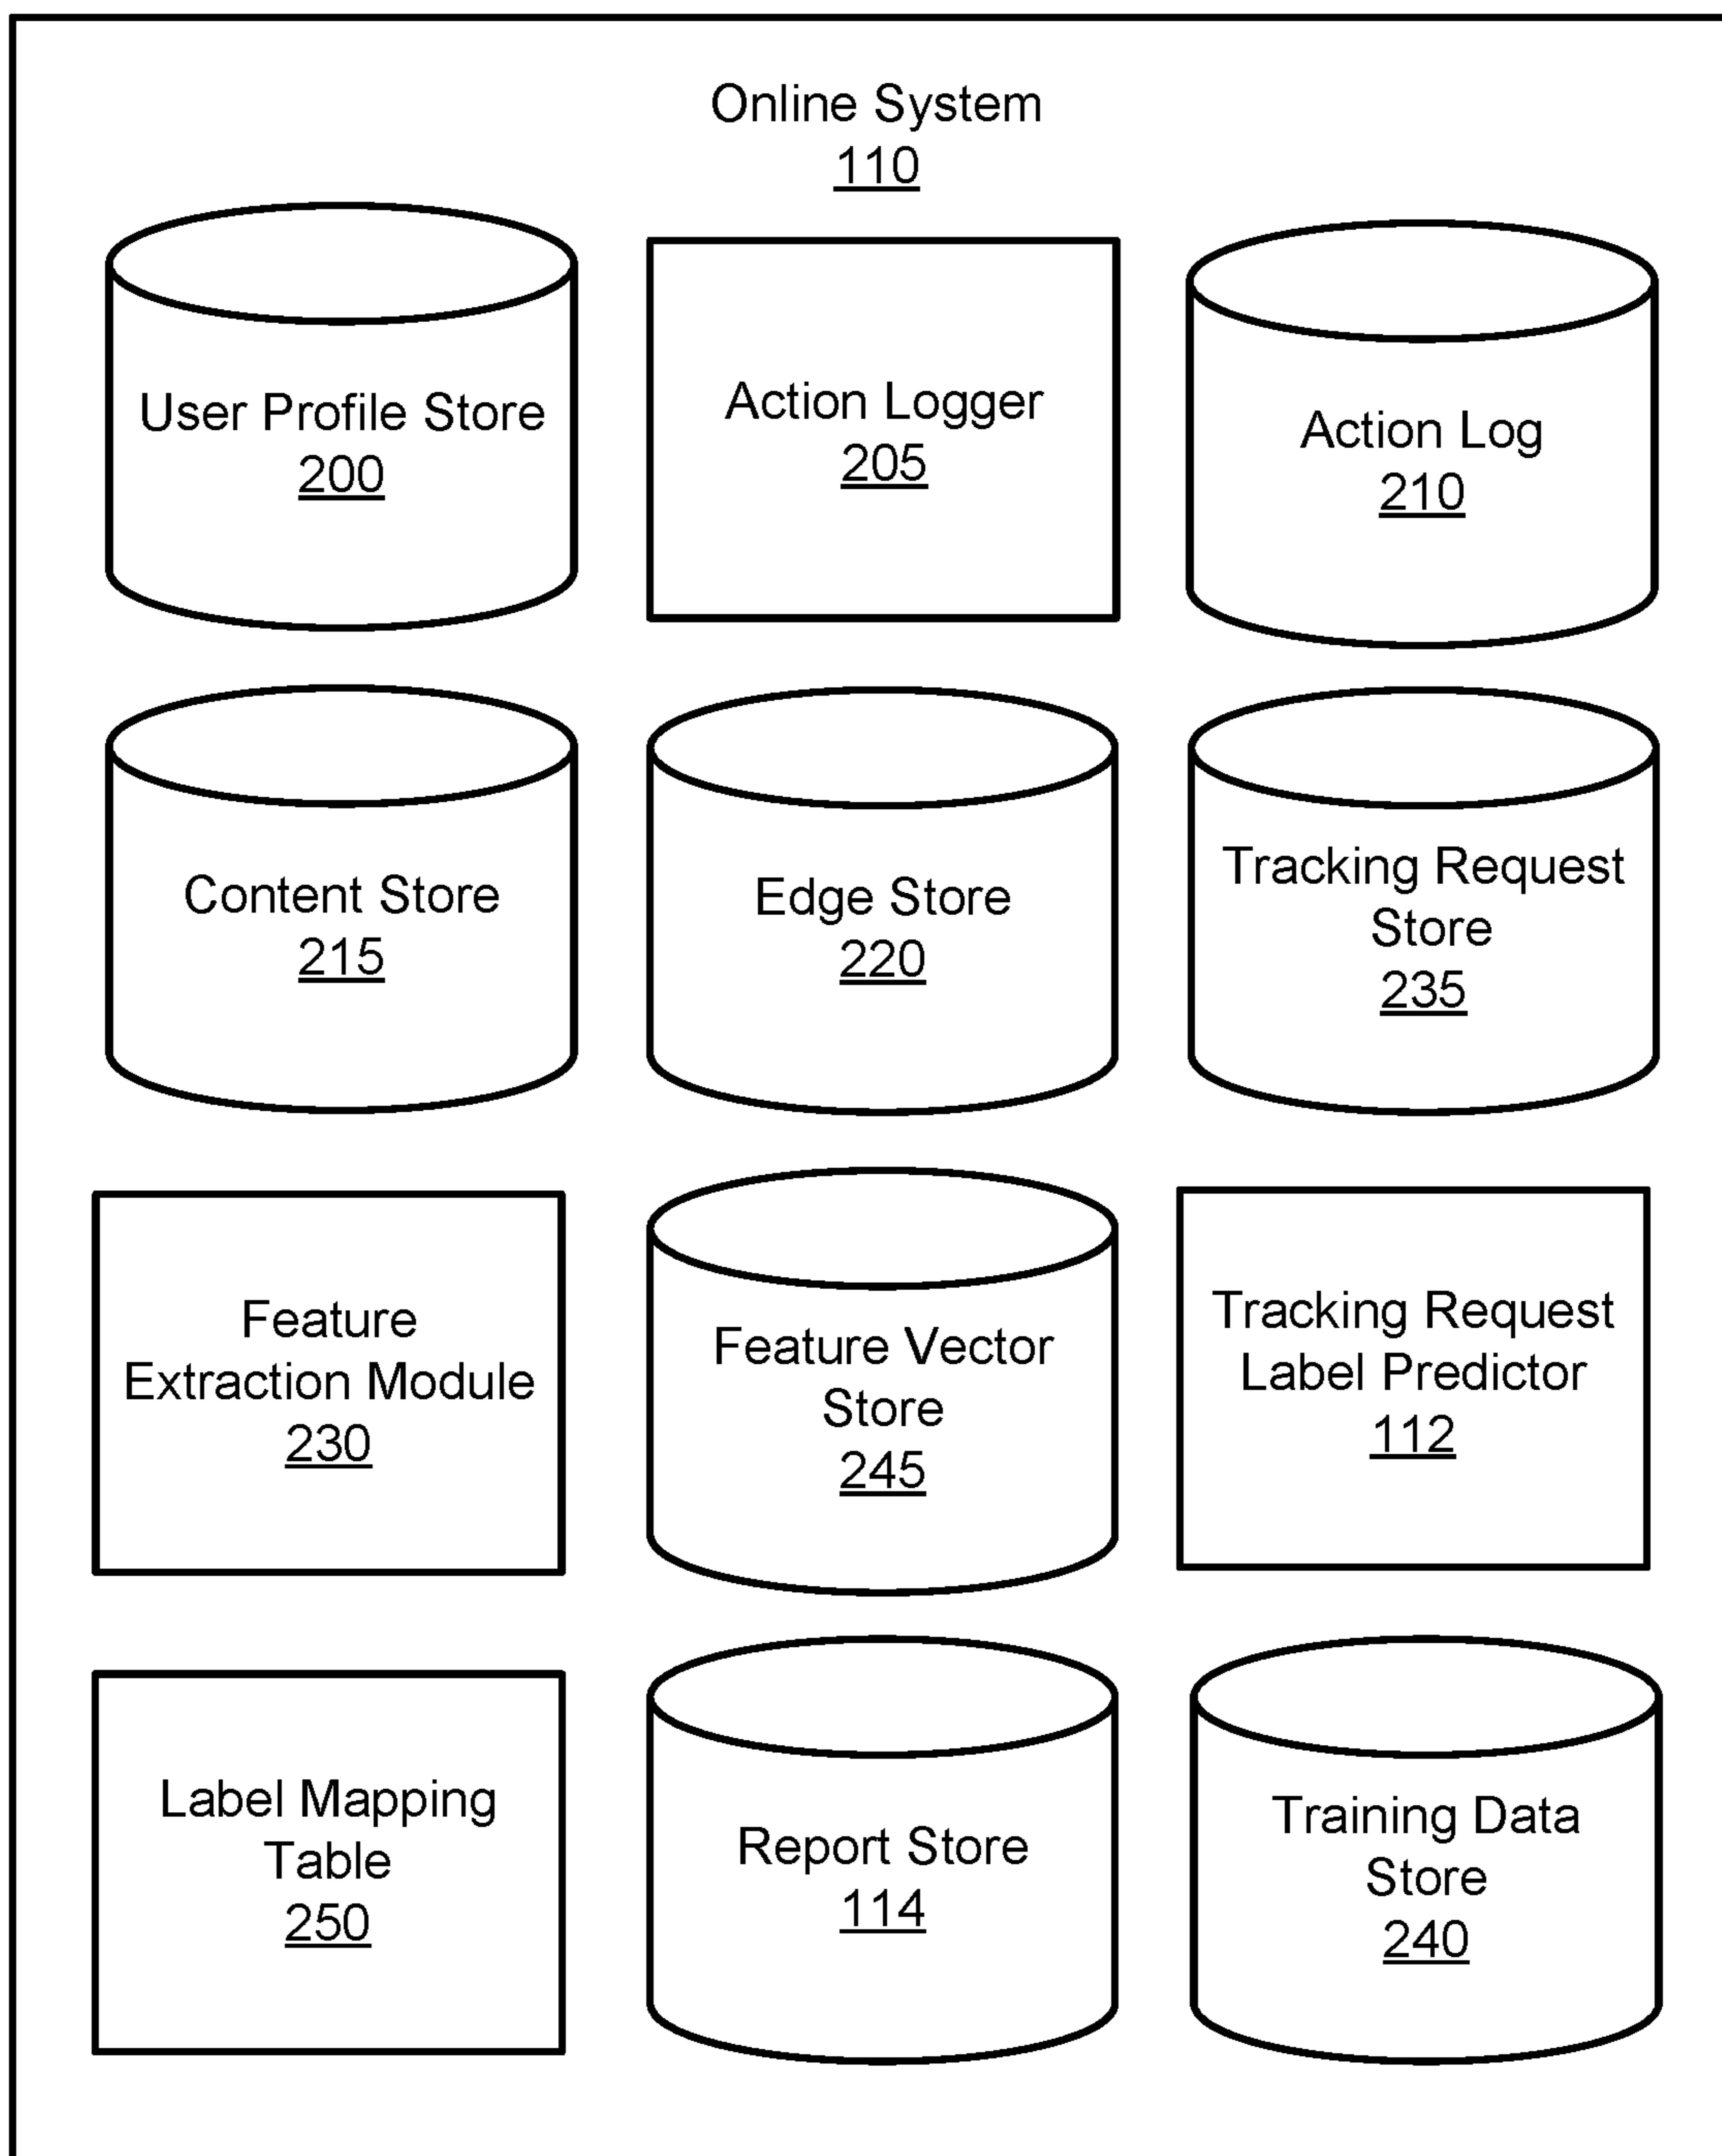 Online System
110
User Profile Store
200
Action Logger
205
Action Log
210
Content Store
215
Edge Store
220
Tracking Request
Store
235
Feature
Extraction Module
230
Feature Vector
Store
245
Tracking Request
Label Predictor
112
Label Mapping
Table
250
Report Store
114
Training Data
Store
240